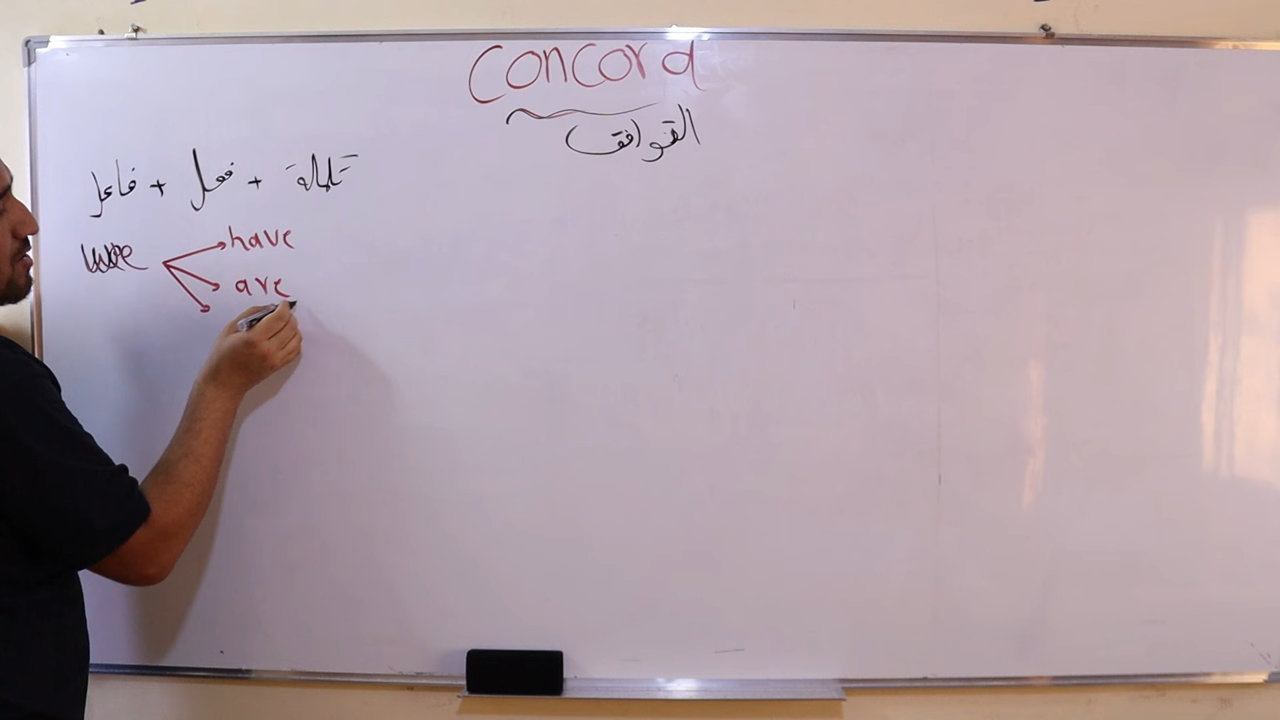 Concord
التوافق
فاعل + فعل + تكملة
have
are